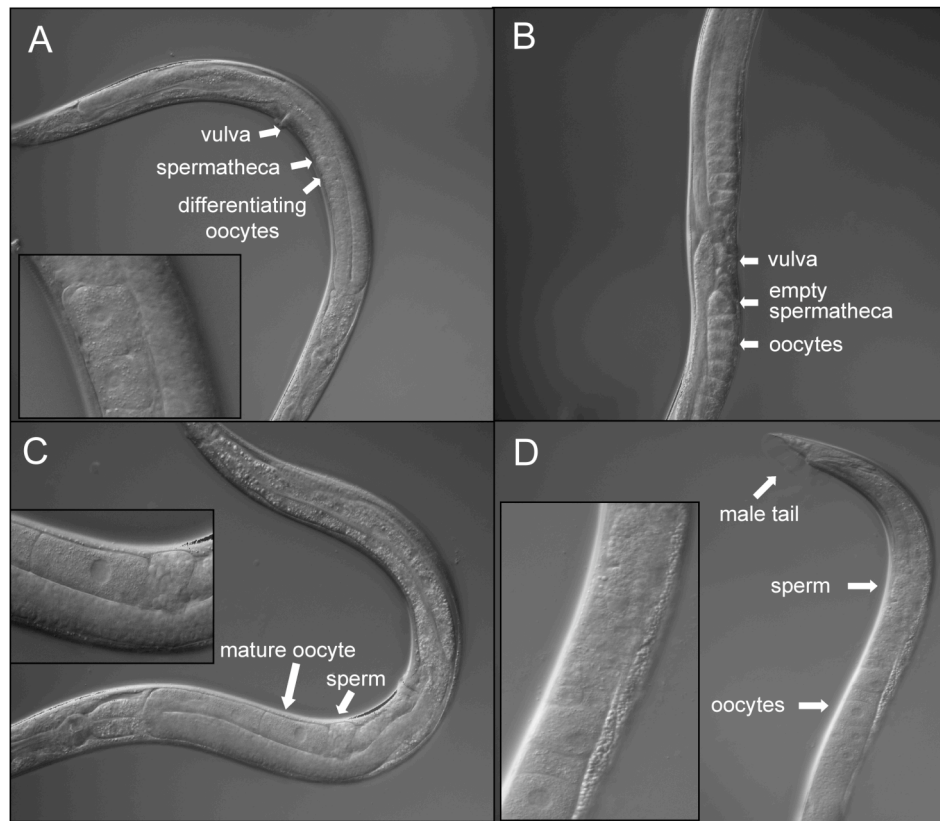 A
vulva
spermatheca
differentiating
oocytes
B
vulva
empty
spermatheca
oocytes
C
mature oocyte
sperm
D
male tail
sperm
oocytes